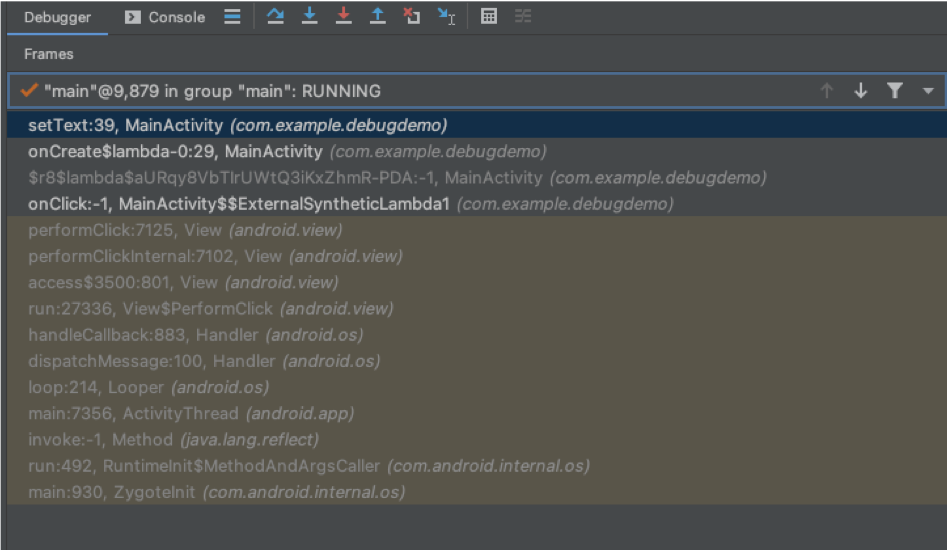 Debugger Console
Frames
"main"@9,879 in group "main": RUNNING
setText:39, MainActivity (com.example.debugdemo)
onCreate$lambda-0:29, MainActivity (com.example.debugdemo)
$r8$lambda$aURqy8VbTlrUWtQ3iKxZhmR-PDA:-1, MainActivity (com.example.debugdemo)
onClick:-1, MainActivity$$ExternalSyntheticLambda1 (com.example.debugdemo)
performClick:7125, View (android.view)
performClickInternal:7102, View (android.view)
access$3500:801, View (android.view)
run:27336, View$PerformClick (android.view)
handleCallback:883, Handler (android.os)
dispatchMessage:100, Handler (android.os)
loop:214, Looper (android.os)
main:7356, ActivityThread (android.app)
invoke:-1, Method (java.lang.reflect)
run:492, RuntimeInit$MethodAndArgsCaller (com.android.internal.os)
main:930, ZygoteInit (com.android.internal.os)